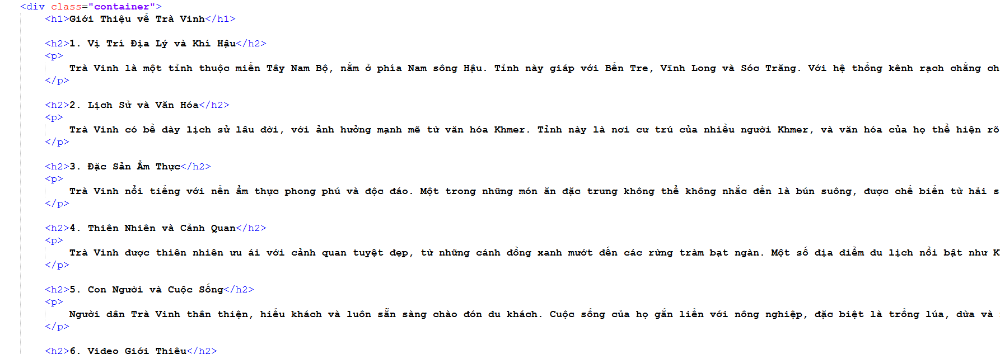 <div class="container">
<h1>Giới Thiệu về Trà Vinh</h1>
<h2>1. Vị Trí Địa Lý và Khí Hậu</h2>
<p>
Trà Vinh là một tỉnh thuộc miền Tây Nam Bộ, nằm ở phía Nam sông Hậu. Tỉnh này giáp với Bến Tre, Vĩnh Long và Sóc Trăng. Với hệ thống kênh rạch chằng ch
</p>
<h2>2. Lịch Sử và Văn Hóa</h2>
<p>
Trà Vinh có bề dày lịch sử lâu đời, với ảnh hưởng mạnh mẽ từ văn hóa Khmer. Tỉnh này là nơi cư trú của nhiều người Khmer, và văn hóa của họ thể hiện rõ
</p>
<h2>3. Đặc Sản Ẩm Thực</h2>
<p>
Trà Vinh nổi tiếng với nền ẩm thực phong phú và độc đáo. Một trong những món ăn đặc trưng không thể không nhắc đến là bún suông, được chế biến từ hải s
</p>
<h2>4. Thiên Nhiên và Cảnh Quan</h2>
<p>
Trà Vinh được thiên nhiên ưu ái với cảnh quan tuyệt đẹp, từ những cánh đồng xanh mướt đến các rừng tràm bạt ngàn. Một số địa điểm du lịch nổi bật như K
</p>
<h2>5. Con Người và Cuộc Sống</h2>
<p>
Người dân Trà Vinh thân thiện, hiếu khách và luôn sẵn sàng chào đón du khách. Cuộc sống của họ gắn liền với nông nghiệp, đặc biệt là trồng lúa, dừa và
</p>
<h2>6. Video Giới Thiệu</h2>